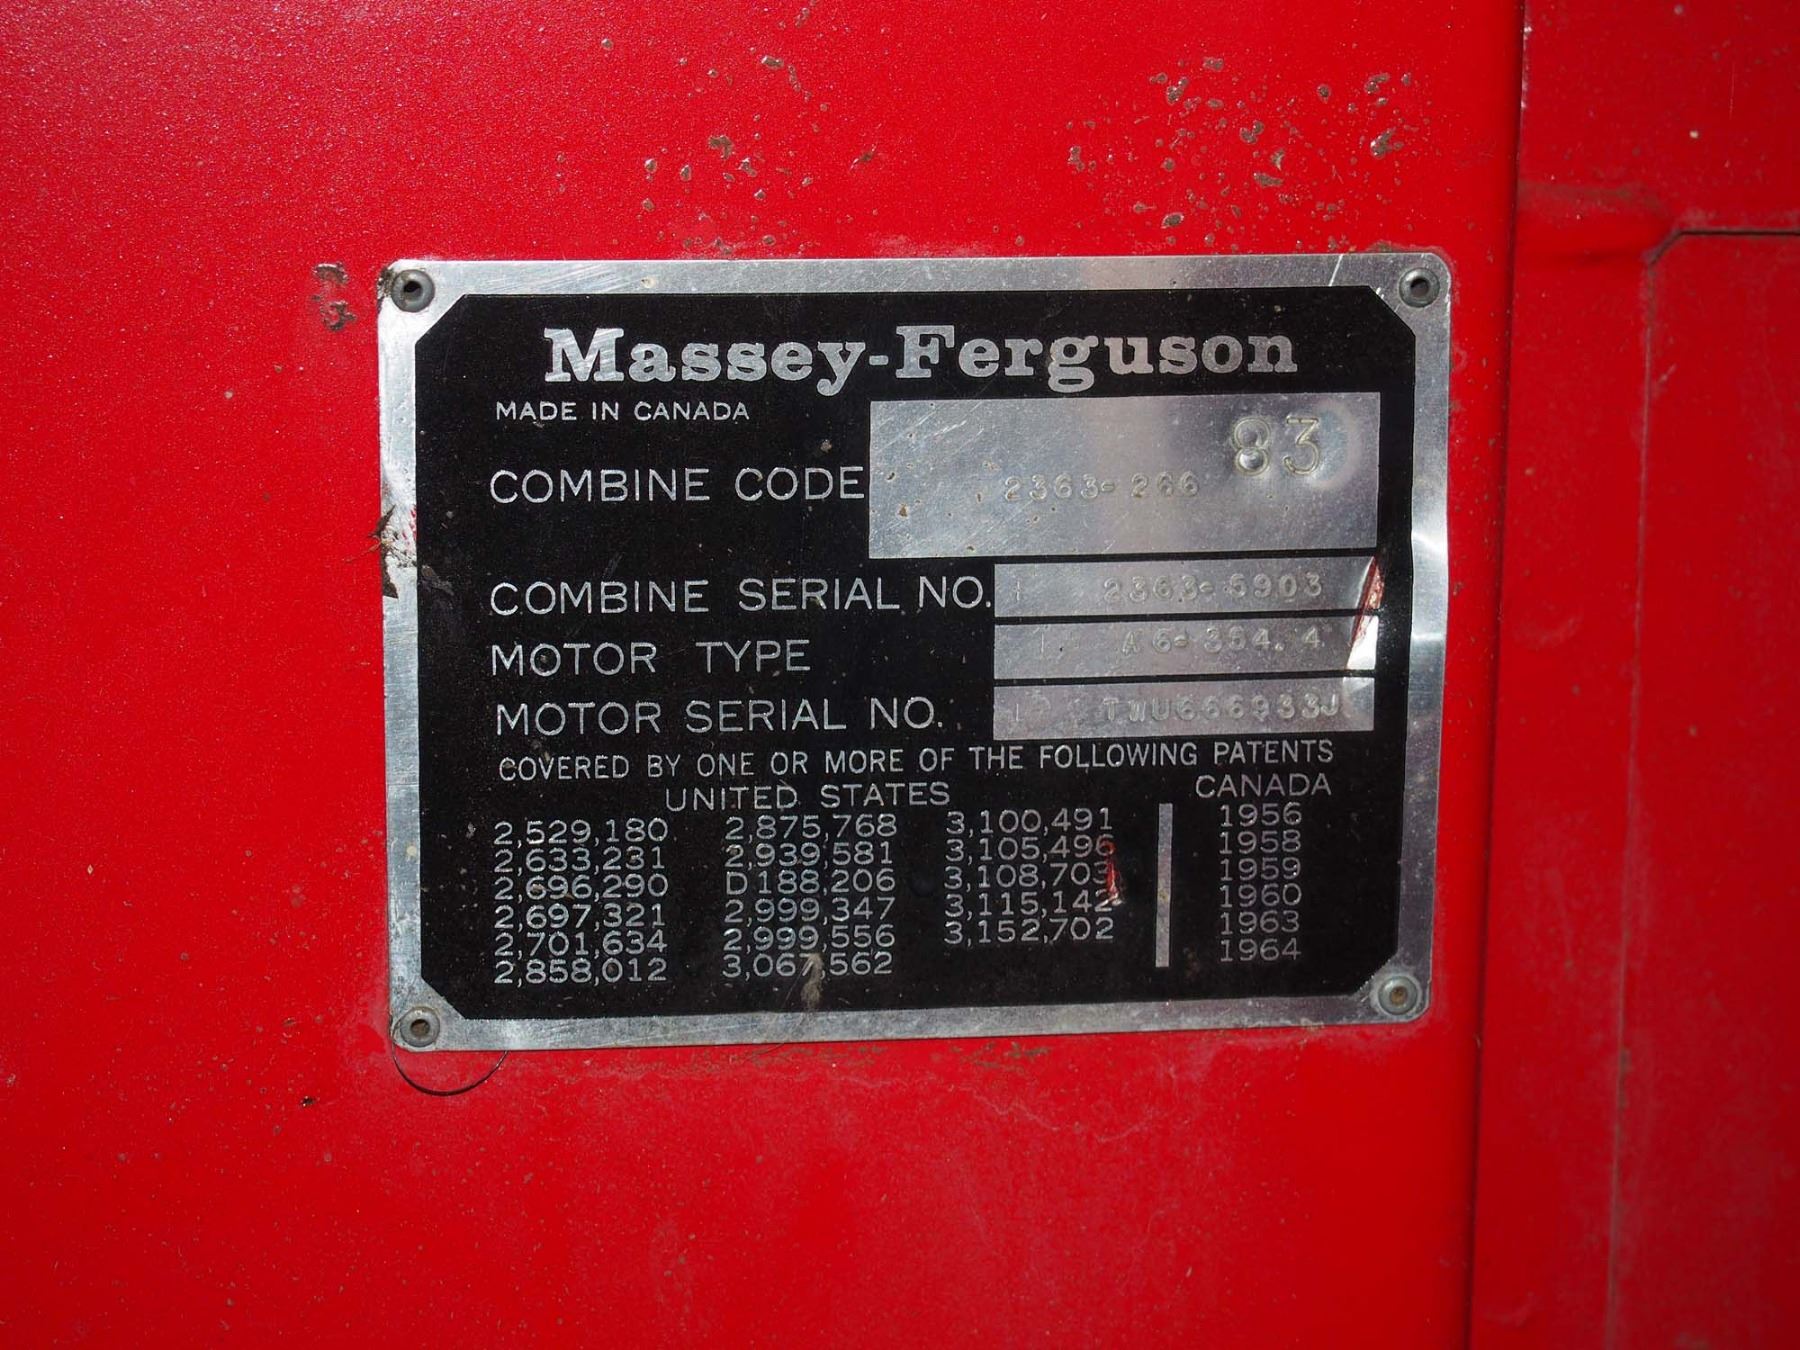 Massey-Ferguson
MADE IN CANADA
83
COMBINE CODE 2363-266
COMBINE SERIAL NO. 2363-5903
MOTOR TYPE A6-354.4
MOTOR SERIAL NO. TWU666933J
COVERED BY ONE OR MORE OF THE FOLLOWING PATENTS
UNITED STATES CANADA
2,529,180 2,875,768 3,100,491 1956
2,633,231 2,939,581 3,105,496 1958
2,696,290 D188,206 3,108,703 1959
2,697,321 2,999,347 3,115,142 1960
2,701,634 2,999,556 3,152,702 1963
2,858,012 3,067,562 1964